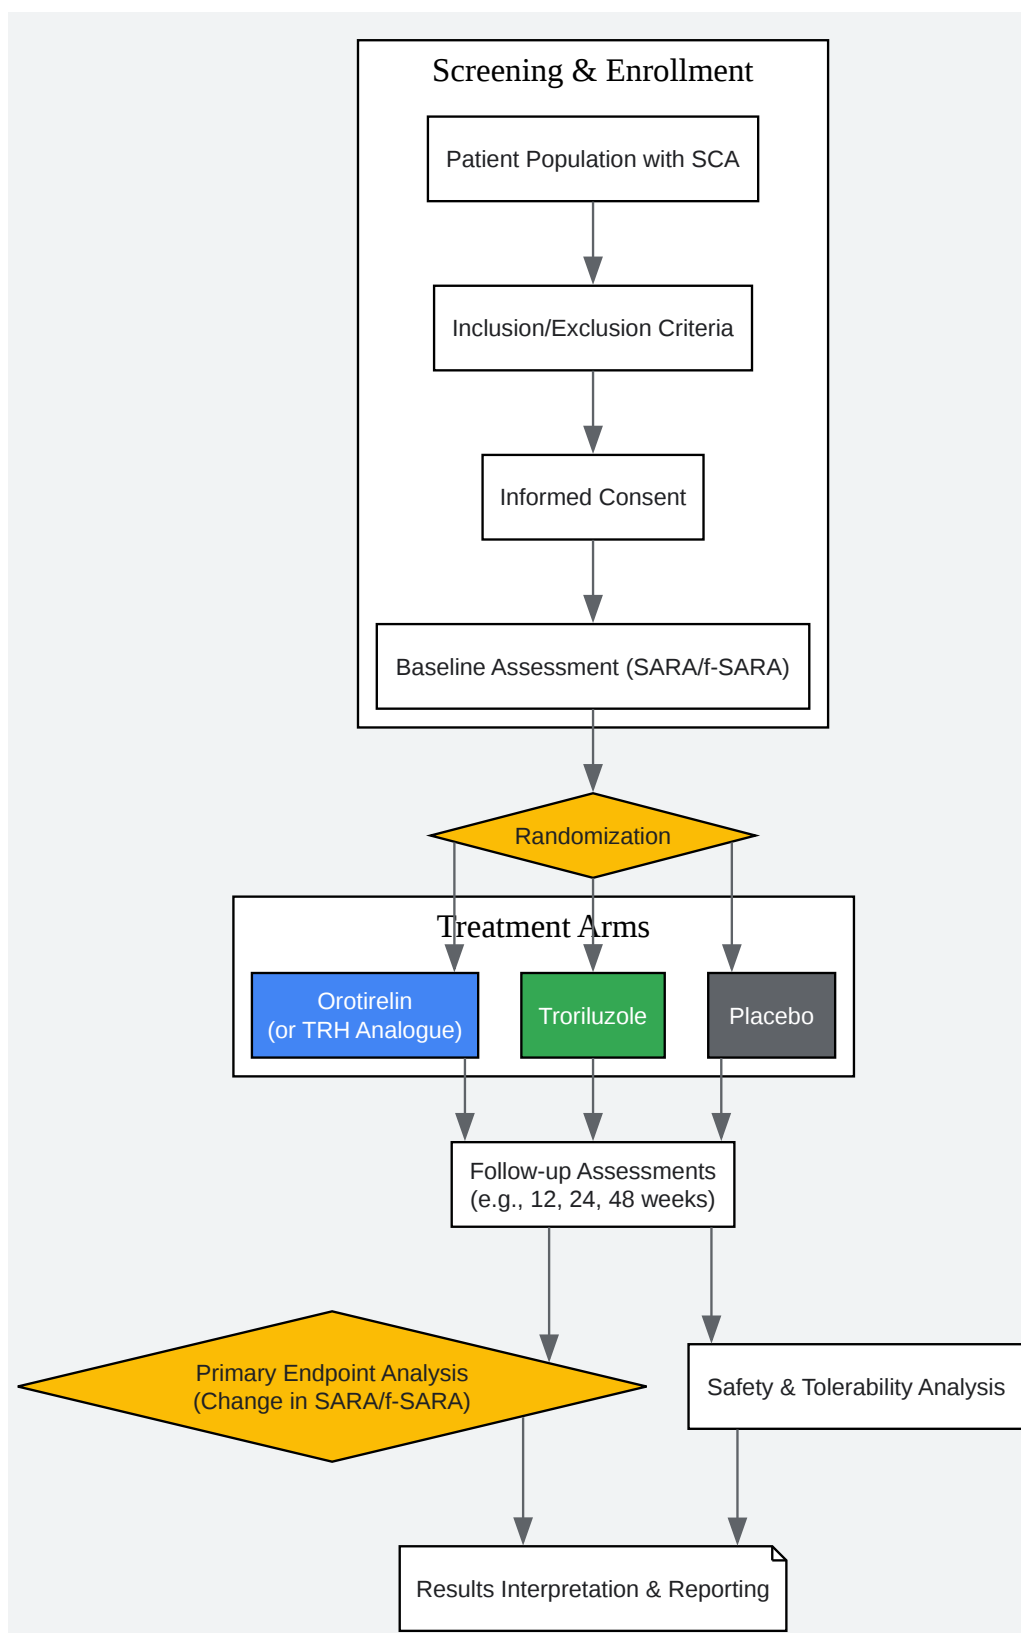 Screening & Enrollment
Patient Population with SCA
Inclusion/Exclusion Criteria
Informed Consent
Baseline Assessment (SARA/f-SARA)
Randomization
Treatment Arms
Orotirelin
(or TRH Analogue)
Troriluzole
Placebo
Follow-up Assessments
(e.g., 12, 24, 48 weeks)
Primary Endpoint Analysis
(Change in SARA/f-SARA)
Safety & Tolerability Analysis
Results Interpretation & Reporting